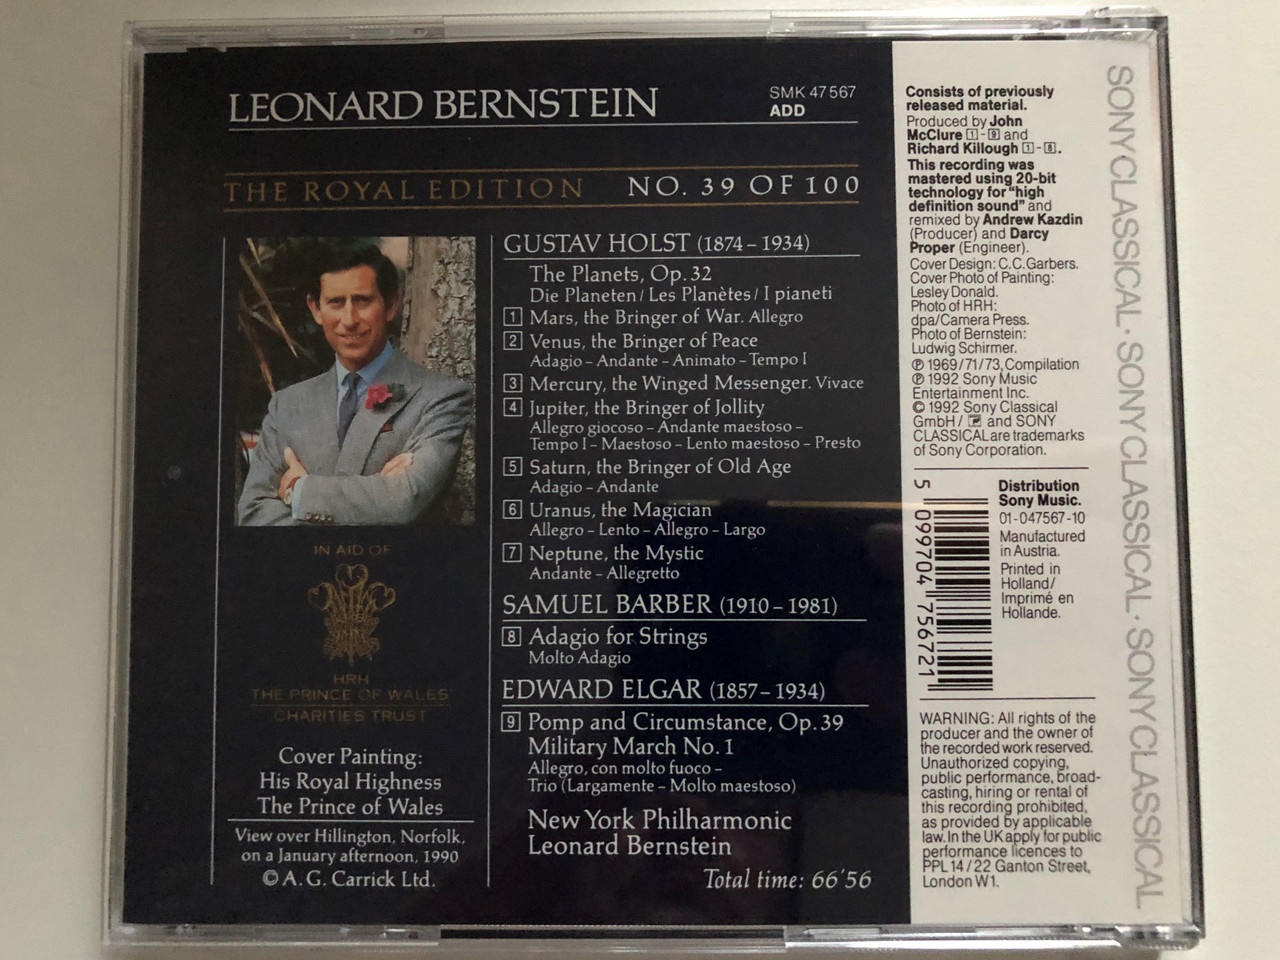 LEONARD BERNSTEIN
SMK 47567
ADD
THE ROYAL EDITION NO. 39 OF 100
GUSTAV HOLST (1874 – 1934)
The Planets, Op. 32
Die Planeten / Les Planètes / I pianeti
1 Mars, the Bringer of War. Allegro
2 Venus, the Bringer of Peace
Adagio – Andante – Animato – Tempo I
3 Mercury, the Winged Messenger. Vivace
4 Jupiter, the Bringer of Jollity
Allegro giocoso – Andante maestoso –
Tempo I – Maestoso – Lento maestoso – Presto
5 Saturn, the Bringer of Old Age
Adagio – Andante
6 Uranus, the Magician
Allegro – Lento – Allegro – Largo
7 Neptune, the Mystic
Andante – Allegretto
SAMUEL BARBER (1910 – 1981)
8 Adagio for Strings
Molto Adagio
EDWARD ELGAR (1857 – 1934)
9 Pomp and Circumstance, Op. 39
Military March No. 1
Allegro, con molto fuoco –
Trio (Largamente – Molto maestoso)
New York Philharmonic
Leonard Bernstein
Total time: 66'56
IN AID OF
HRH
THE PRINCE OF WALES'
CHARITIES TRUST
Cover Painting:
His Royal Highness
The Prince of Wales
View over Hillington, Norfolk,
on a January afternoon, 1990
© A. G. Carrick Ltd.
Consists of previously
released material.
Produced by John
McClure 1 - 9 and
Richard Killough 1 - 8.
This recording was
mastered using 20-bit
technology for "high
definition sound" and
remixed by Andrew Kazdin
(Producer) and Darcy
Proper (Engineer).
Cover Design: C. C. Garbers.
Cover Photo of Painting:
Lesley Donald.
Photo of HRH:
dpa/Camera Press.
Photo of Bernstein:
Ludwig Schirmer.
℗ 1969/71/73, Compilation
℗ 1992 Sony Music
Entertainment Inc.
© 1992 Sony Classical
GmbH / and SONY
CLASSICAL are trademarks
of Sony Corporation.
5 099704 756721
Distribution
Sony Music.
01-047567-10
Manufactured
in Austria.
Printed in
Holland/
Imprimé en
Hollande.
WARNING: All rights of the
producer and the owner of
the recorded work reserved.
Unauthorized copying,
public performance, broad-
casting, hiring or rental of
this recording prohibited,
as provided by applicable
law. In the UK apply for public
performance licences to
PPL 14/22 Ganton Street,
London W1.
SONY CLASSICAL · SONY CLASSICAL · SONY CLASSICAL